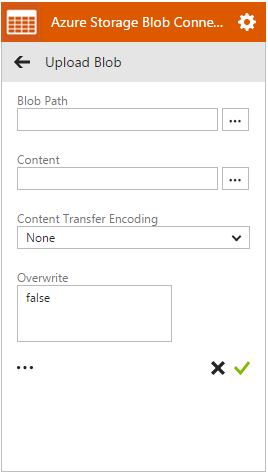 Azure Storage Blob Conne...
Upload Blob
Blob Path
...
Content
...
Content Transfer Encoding
None
Overwrite
false
...